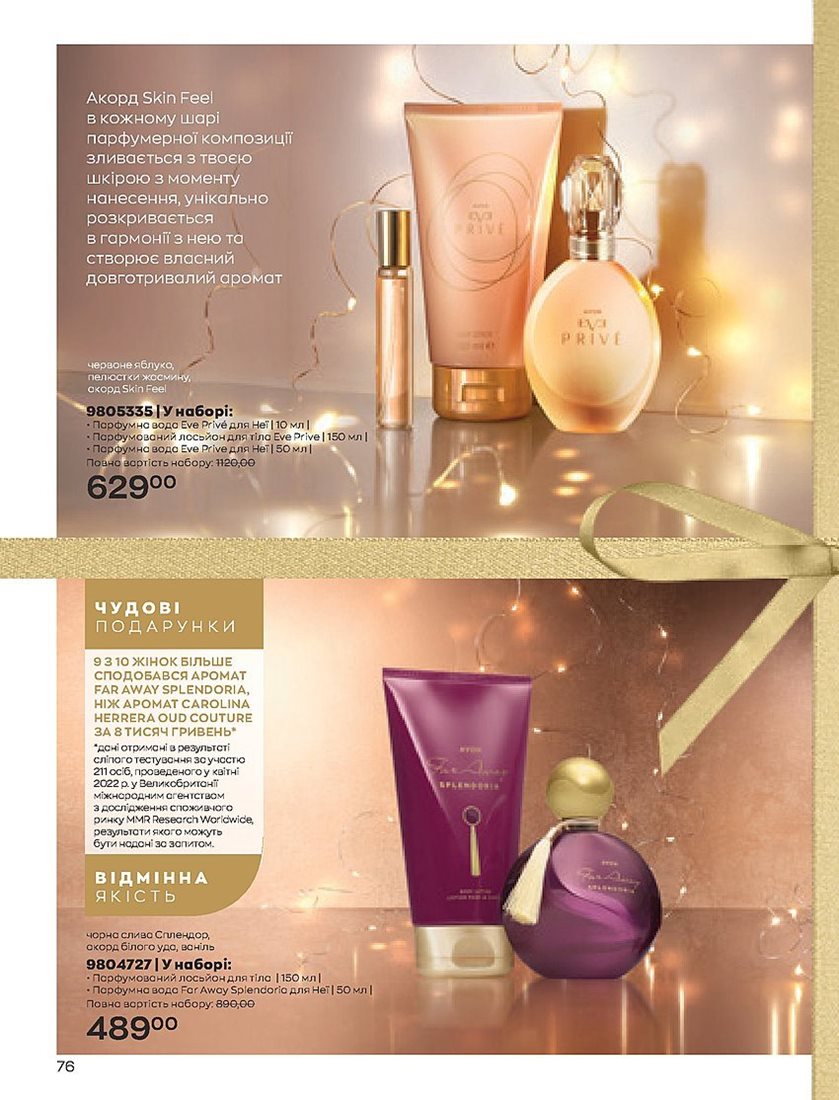 Акорд Skin Feel
в кожному шарі
парфумерної композиції
зливається з твоєю
шкірою з моменту
нанесення, унікально
розкривається
в гармонії з нею та
створює власний
довготривалий аромат
AVON
EVE
PRIVÉ
AVON
EVE
PRIVÉ
червоне яблуко,
пелюстки жасмину,
акорд Skin Feel
9805335 | У наборі:
• Парфумна вода Eve Privé для Неї | 10 мл |
• Парфумований лосьйон для тіла Eve Prive | 150 мл |
• Парфумна вода Eve Prive для Неї | 50 мл |
Повна вартість набору: 1120,00
629 00
ЧУДОВІ
ПОДАРУНКИ
9 З 10 ЖІНОК БІЛЬШЕ
СПОДОБАВСЯ АРОМАТ
FAR AWAY SPLENDORIA,
НІЖ АРОМАТ CAROLINA
HERRERA OUD COUTURE
ЗА 8 ТИСЯЧ ГРИВЕНЬ*
*дані отримані в результаті
сліпого тестування за участю
211 осіб, проведеного у квітні
2022 р. у Великобританії
міжнародним агентством
з дослідження споживчого
ринку MMR Research Worldwide,
результати якого можуть
бути надані за запитом.
ВІДМІННА
ЯКІСТЬ
AVON
Far Away
SPLENDORIA
BODY LOTION
AVON
Far Away
SPLENDORIA
чорна слива Сплендор,
акорд білого уда, ваніль
9804727 | У наборі:
• Парфумований лосьйон для тіла | 150 мл |
• Парфумна вода Far Away Splendoria для Неї | 50 мл |
Повна вартість набору: 890,00
489 00
76